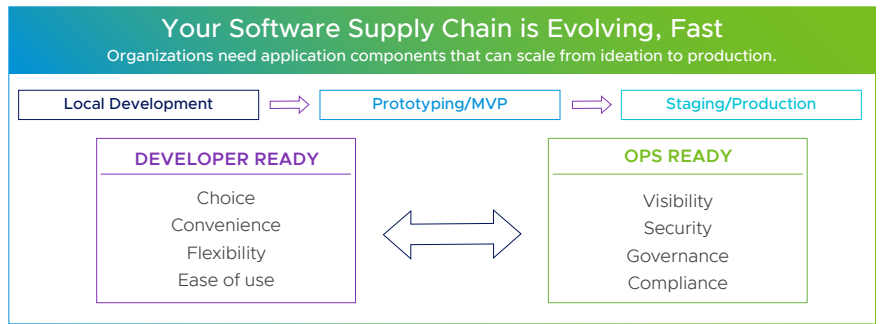 Your Software Supply Chain is Evolving, Fast
Organizations need application components that can scale from ideation to production.
Local Development
Prototyping/MVP
Staging/Production
DEVELOPER READY
Choice
Convenience
Flexibility
Ease of use
OPS READY
Visibility
Security
Governance
Compliance